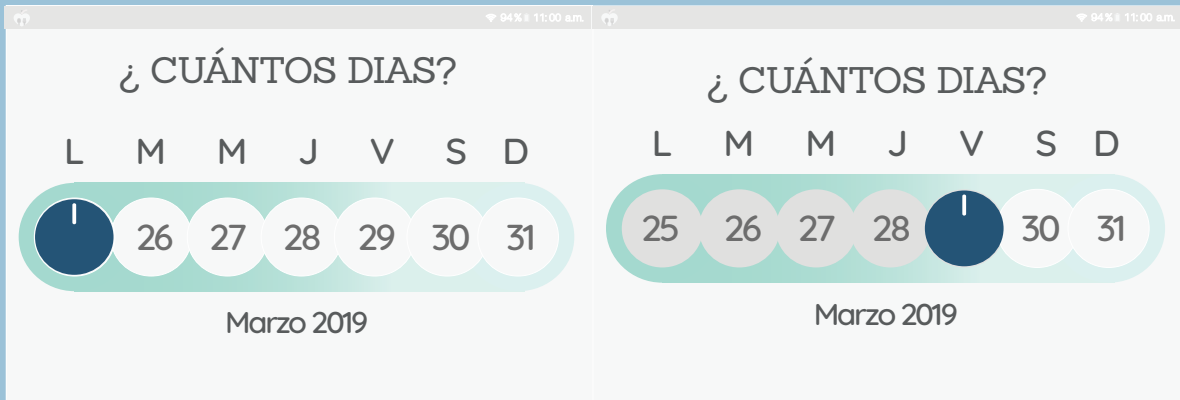 94% 11:00 a.m.
¿ CUÁNTOS DIAS?
L M M J V S D
26 27 28 29 30 31
Marzo 2019
94% 11:00 a.m.
¿ CUÁNTOS DIAS?
L M M J V S D
25 26 27 28 30 31
Marzo 2019